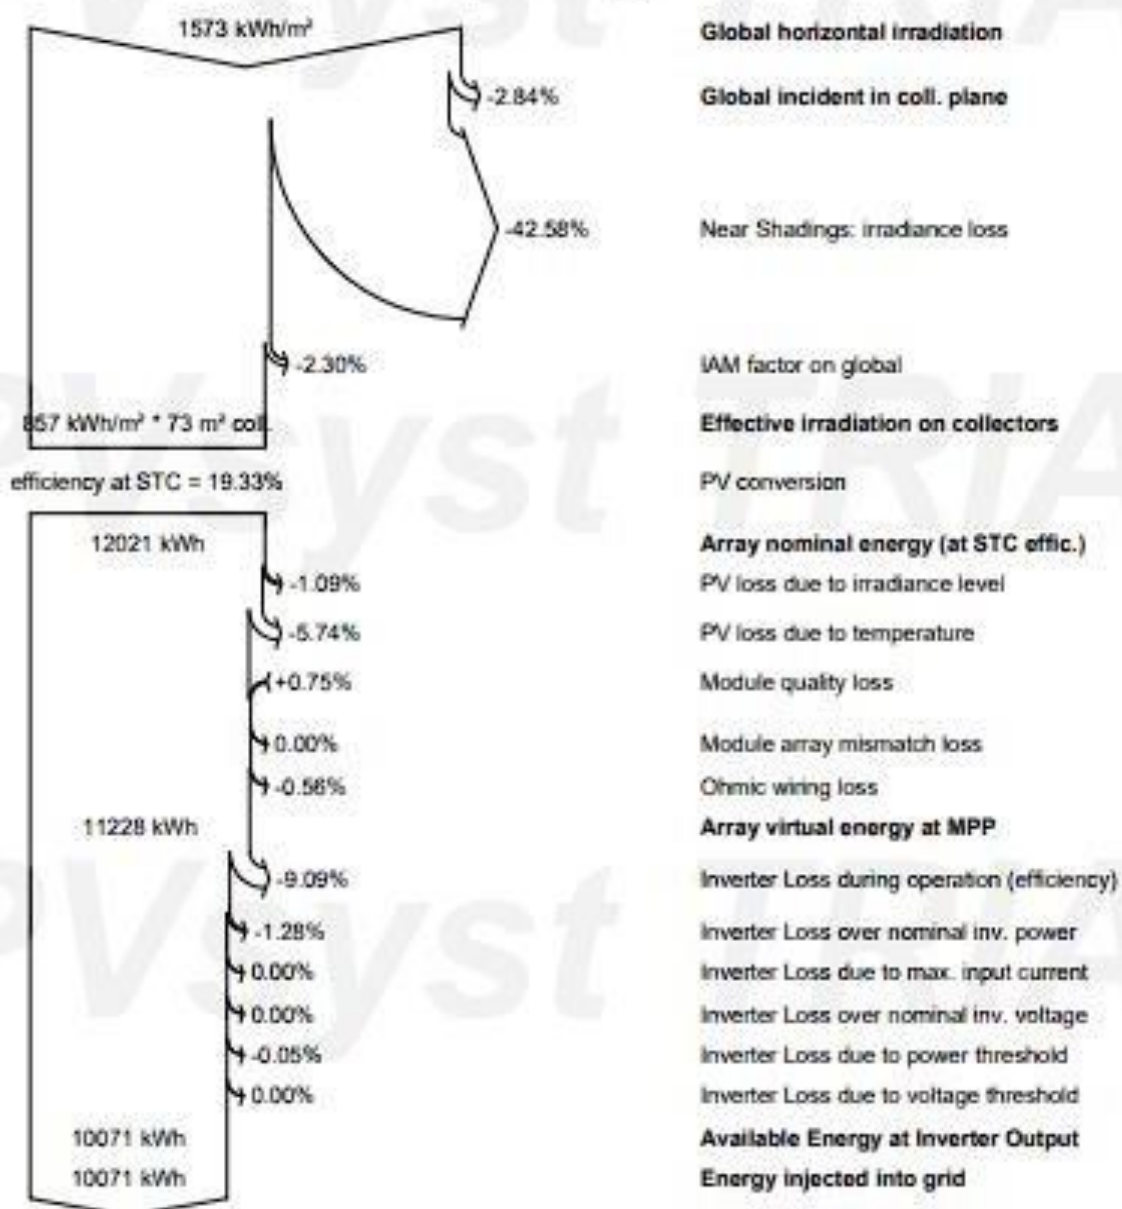 1573 kWh/m² Global horizontal irradiation
-2.84% Global incident in coll. plane
-42.58% Near Shadings: irradiance loss
-2.30% IAM factor on global
857 kWh/m² * 73 m² coll. Effective irradiation on collectors
efficiency at STC = 19.33% PV conversion
12021 kWh Array nominal energy (at STC effic.)
-1.09% PV loss due to irradiance level
-5.74% PV loss due to temperature
+0.75% Module quality loss
0.00% Module array mismatch loss
-0.56% Ohmic wiring loss
11228 kWh Array virtual energy at MPP
-9.09% Inverter Loss during operation (efficiency)
-1.28% Inverter Loss over nominal inv. power
0.00% Inverter Loss due to max. input current
0.00% Inverter Loss over nominal inv. voltage
-0.05% Inverter Loss due to power threshold
0.00% Inverter Loss due to voltage threshold
10071 kWh Available Energy at Inverter Output
10071 kWh Energy injected into grid
PVsyst TRIA
PVsyst TRIA